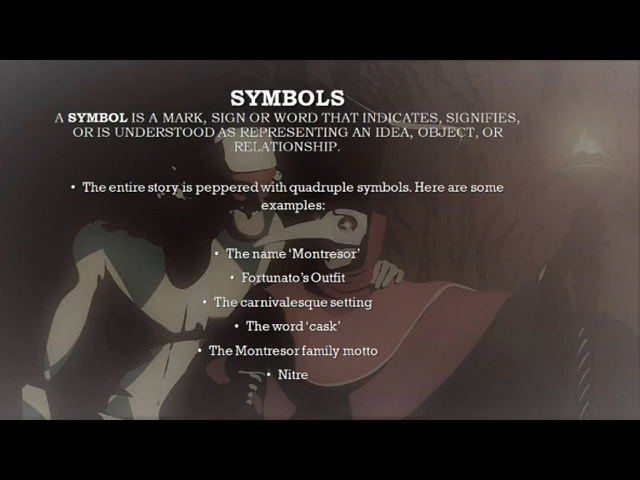 SYMBOLS
A SYMBOL IS A MARK, SIGN OR WORD THAT INDICATES, SIGNIFIES,
OR IS UNDERSTOOD AS REPRESENTING AN IDEA, OBJECT, OR
RELATIONSHIP.
• The entire story is peppered with quadruple symbols. Here are some
examples:
• The name ‘Montresor’
• Fortunato’s Outfit
• The carnivalesque setting
• The word ‘cask’
• The Montresor family motto
• Nitre